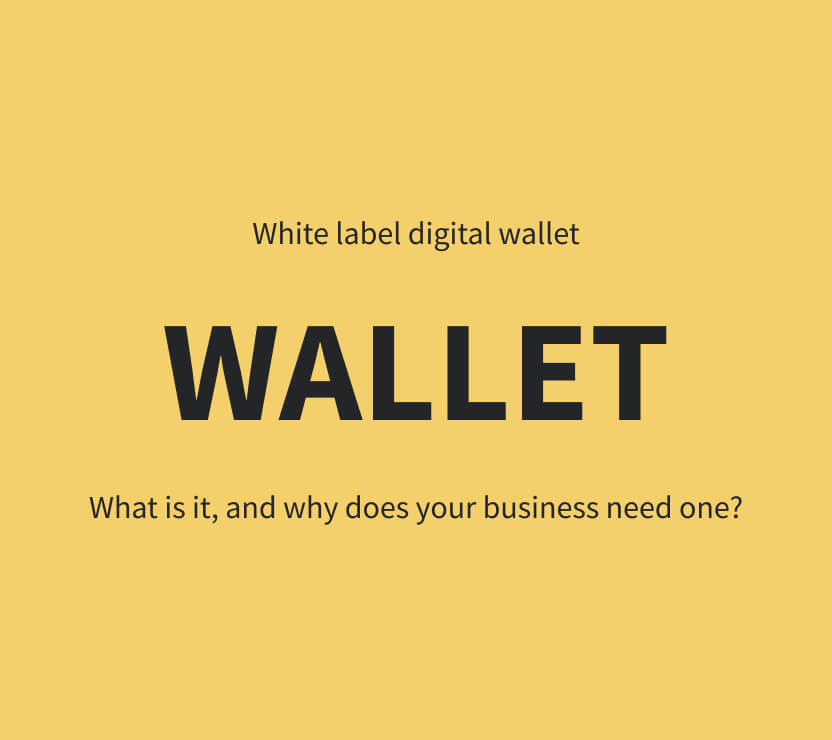 White label digital wallet
WALLET
What is it, and why does your business need one?